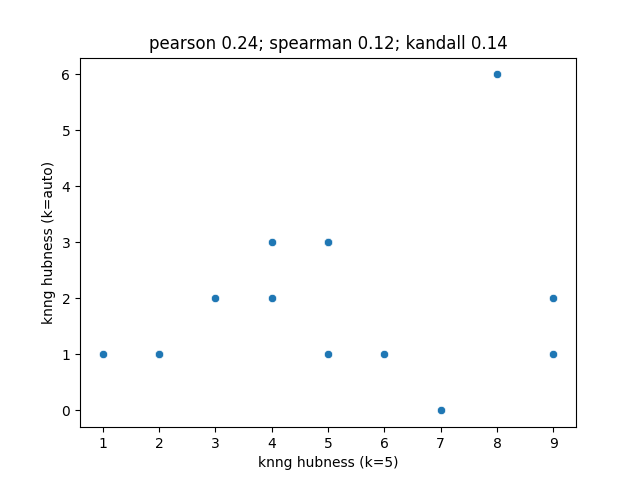 pearson 0.24; spearman 0.12; kandall 0.14
6
5
4
3
2
1
0
knng hubness (k=auto)
1 2 3 4 5 6 7 8 9
knng hubness (k=5)